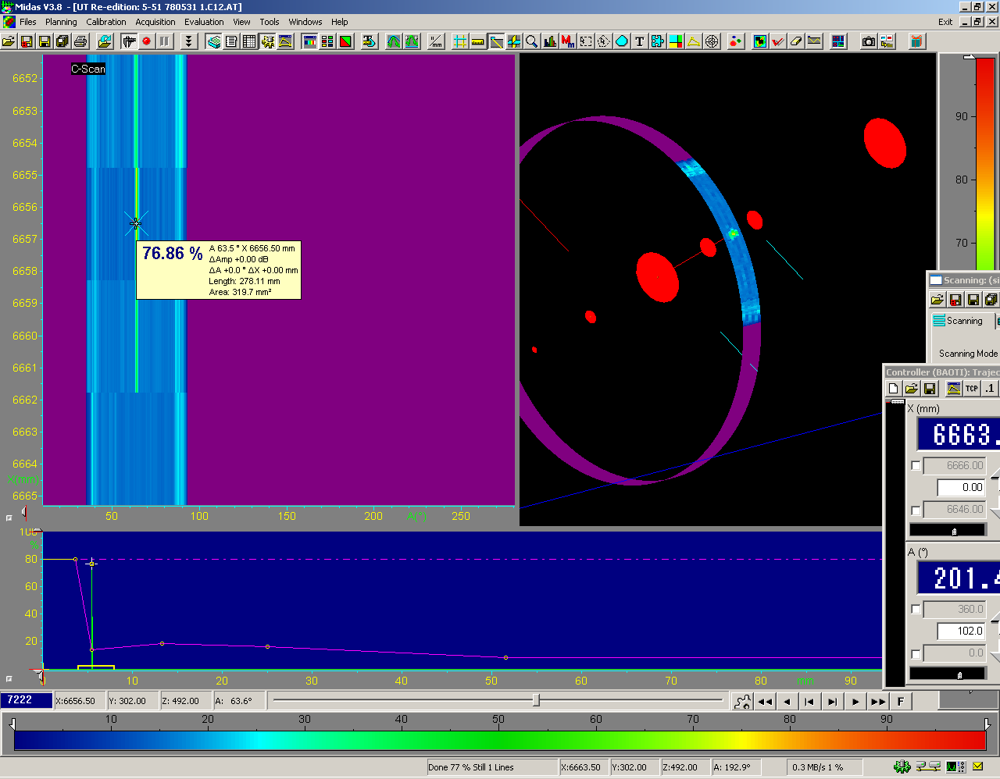 Midas V3.8 - [UT Re-edition: 5-51 780531 1.C12.AT]
Files Planning Calibration Acquisition Evaluation View Tools Windows Help Exit
C-Scan
6652
6653
6654
6655
6656
6657
6658
6659
6660
6661
6662
6663
6664
X(mm)
6665
50 100 150 200 A(°) 250
76.86 %
A 63.5 ° X 6656.50 mm
ΔAmp +0.00 dB
ΔA +0.0 ° ΔX +0.00 mm
Length: 278.11 mm
Area: 319.7 mm²
90
80
70
Scanning: (si
Scanning
Scanning Mode
Controller (BAOTI): Trajec
TCP .1
X (mm)
6663.
6666.00
0.00
6646.00
A (°)
201.4
360.0
102.0
0.0
100
%
80
60
40
20
0 10 20 30 40 50 60 70 80 mm 90
7222 X:6656.50 Y: 302.00 Z: 492.00 A: 63.6° F
10 20 30 40 50 60 70 80 90
Done 77 % Still 1 Lines X:6663.50 Y:302.00 Z:492.00 A: 192.9° 0.3 MB/s 1 %